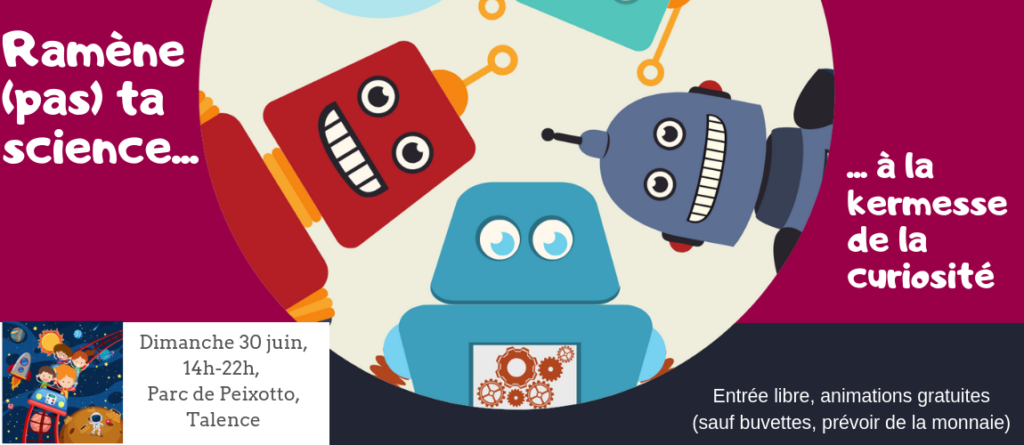 Ramène
(pas) ta
science...
... à la
kermesse
de la
curiosité
Dimanche 30 juin,
14h-22h,
Parc de Peixotto,
Talence
Entrée libre, animations gratuites
(sauf buvettes, prévoir de la monnaie)